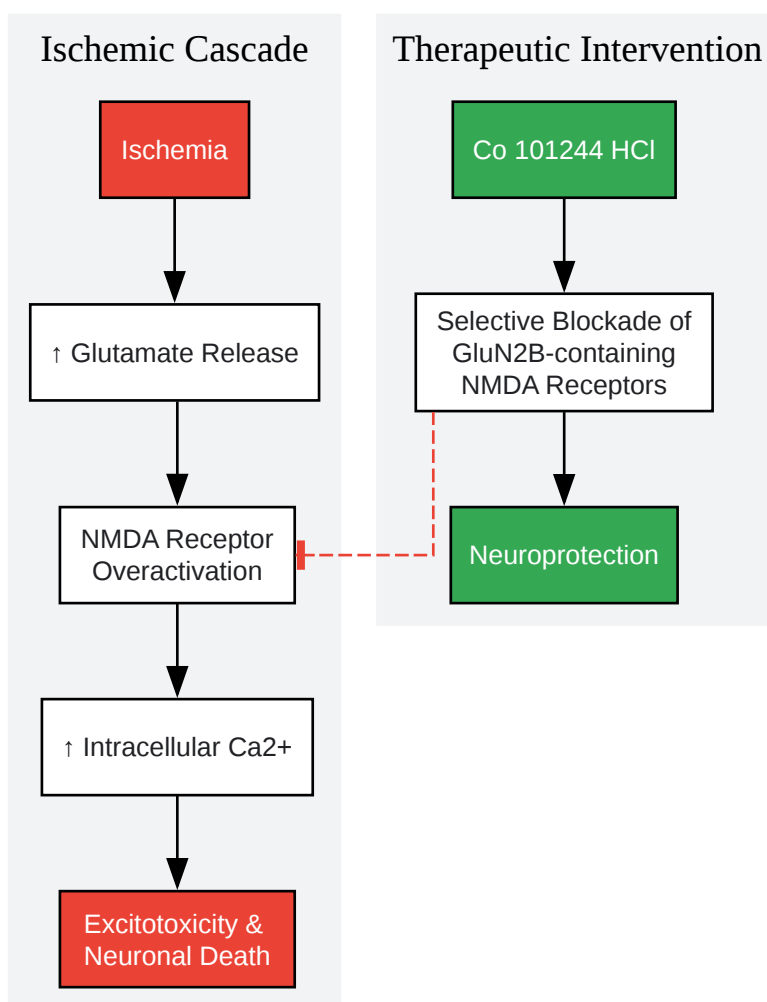 Ischemic Cascade
Ischemia
↑ Glutamate Release
NMDA Receptor
Overactivation
↑ Intracellular Ca2+
Excitotoxicity &
Neuronal Death
Therapeutic Intervention
Co 101244 HCl
Selective Blockade of
GluN2B-containing
NMDA Receptors
Neuroprotection